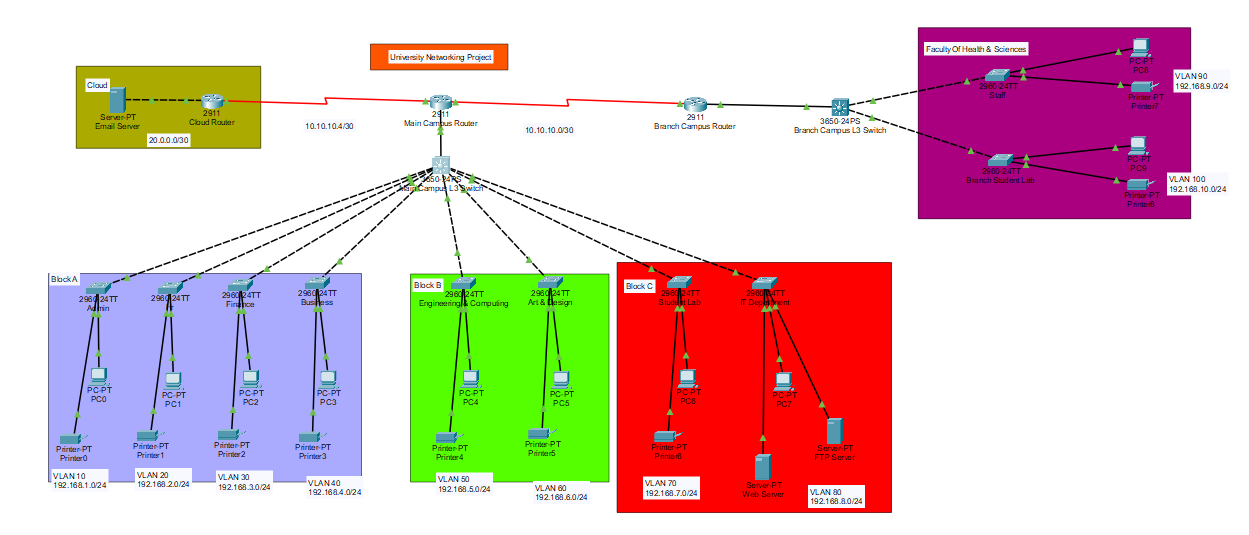 University Networking Project
Cloud
Server-PT
Email Server
2911
Cloud Router
20.0.0.0/30
10.10.10.4/30
2911
Main Campus Router
10.10.10.0/30
2911
Branch Campus Router
3650-24PS
Branch Campus L3 Switch
3650-24PS
Main Campus L3 Switch
Faculty Of Health & Sciences
2960-24TT
Staff
PC-PT
PC8
Printer-PT
Printer7
VLAN 90
192.168.9.0/24
2960-24TT
Branch Student Lab
PC-PT
PC9
Printer-PT
VLAN 100
192.168.10.0/24
Block A
2960-24TT
Admin
2960-24TT
2960-24TT
Finance
2960-24TT
Business
PC-PT
PC0
PC-PT
PC1
PC-PT
PC2
PC-PT
PC3
Printer-PT
Printer0
Printer-PT
Printer1
Printer-PT
Printer2
Printer-PT
Printer3
VLAN 10
192.168.1.0/24
VLAN 20
192.168.2.0/24
VLAN 30
192.168.3.0/24
VLAN 40
192.168.4.0/24
Block B
2960-24TT
Engineering & Computing
2960-24TT
Art & Design
PC-PT
PC4
PC-PT
PC5
Printer-PT
Printer4
Printer-PT
Printer5
VLAN 50
192.168.5.0/24
VLAN 60
192.168.6.0/24
Block C
2960-24TT
Student Lab
2960-24TT
IT Department
PC-PT
PC6
PC-PT
PC7
Printer-PT
Printer6
Server-PT
FTP Server
Server-PT
Web Server
VLAN 70
192.168.7.0/24
VLAN 80
192.168.8.0/24